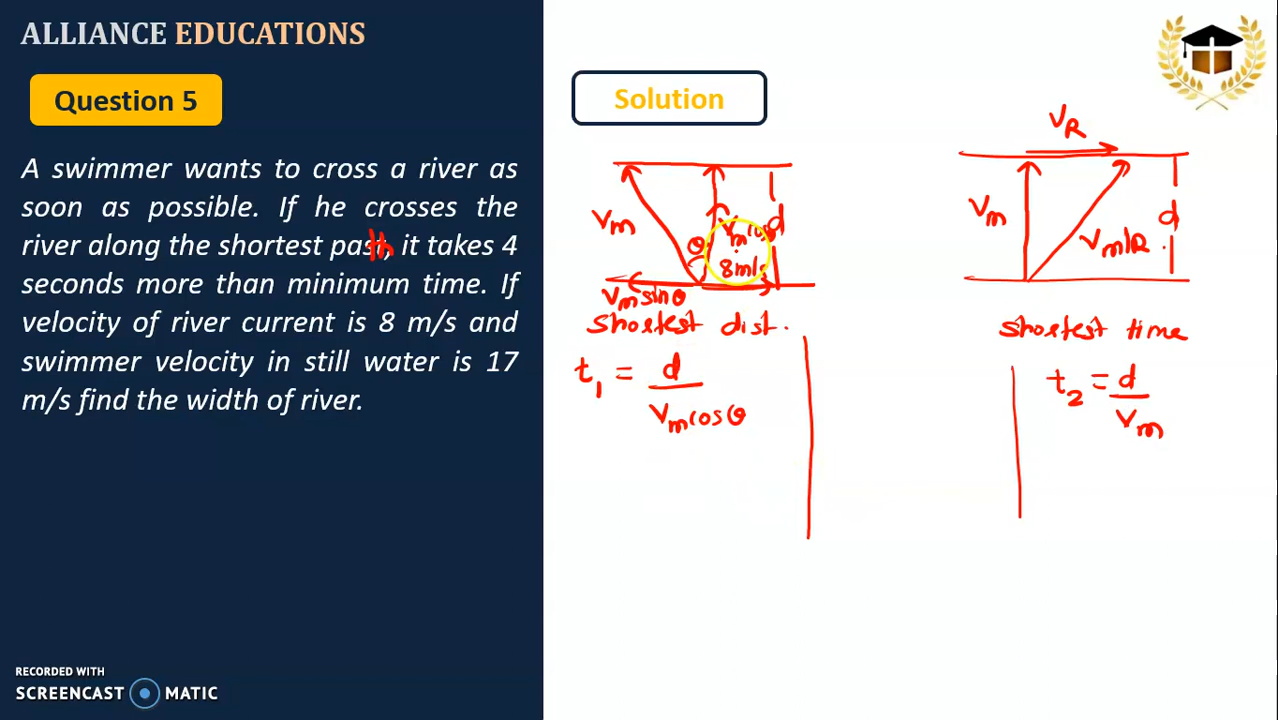 ALLIANCE EDUCATIONS
Question 5
A swimmer wants to cross a river as
soon as possible. If he crosses the
river along the shortest path, it takes 4
seconds more than minimum time. If
velocity of river current is 8 m/s and
swimmer velocity in still water is 17
m/s find the width of river.
RECORDED WITH
SCREENCAST MATIC
Solution
Vm
θ
Vm cos
d
8m/s
Vm sinθ
shortest dist.
t1 = d
Vm cosθ
VR
Vm
d
Vm/R
shortest time
t2 = d
Vm